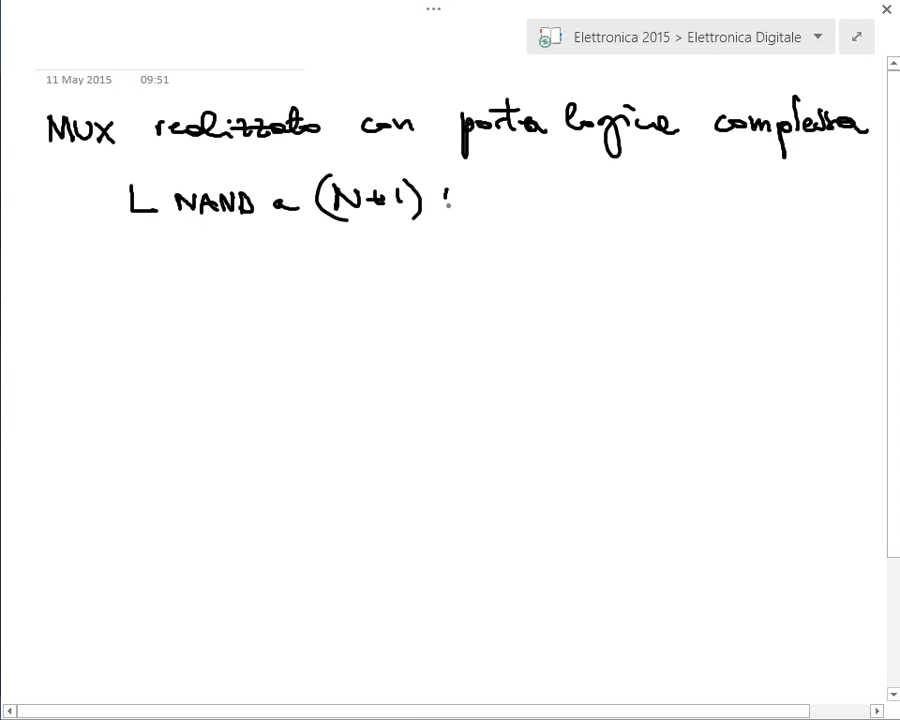 Elettronica 2015 > Elettronica Digitale
11 May 2015 09:51
MUX realizzato con porta logica complessa
L NAND a (N+1)